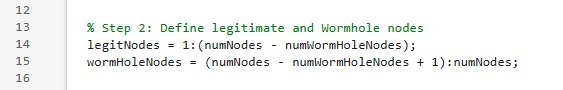 12
13 % Step 2: Define legitimate and Wormhole nodes
14 legitNodes = 1:(numNodes - numWormHoleNodes);
15 wormHoleNodes = (numNodes - numWormHoleNodes + 1):numNodes;
16